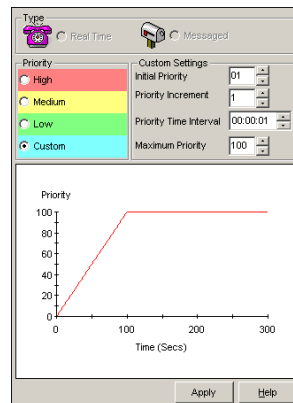 Type
Real Time
Messaged
Priority
High
Medium
Low
Custom
Custom Settings
Initial Priority 01
Priority Increment 1
Priority Time Interval 00:00:01
Maximum Priority 100
Priority
100
80
60
40
20
0
0 100 200 300
Time (Secs)
Apply Help